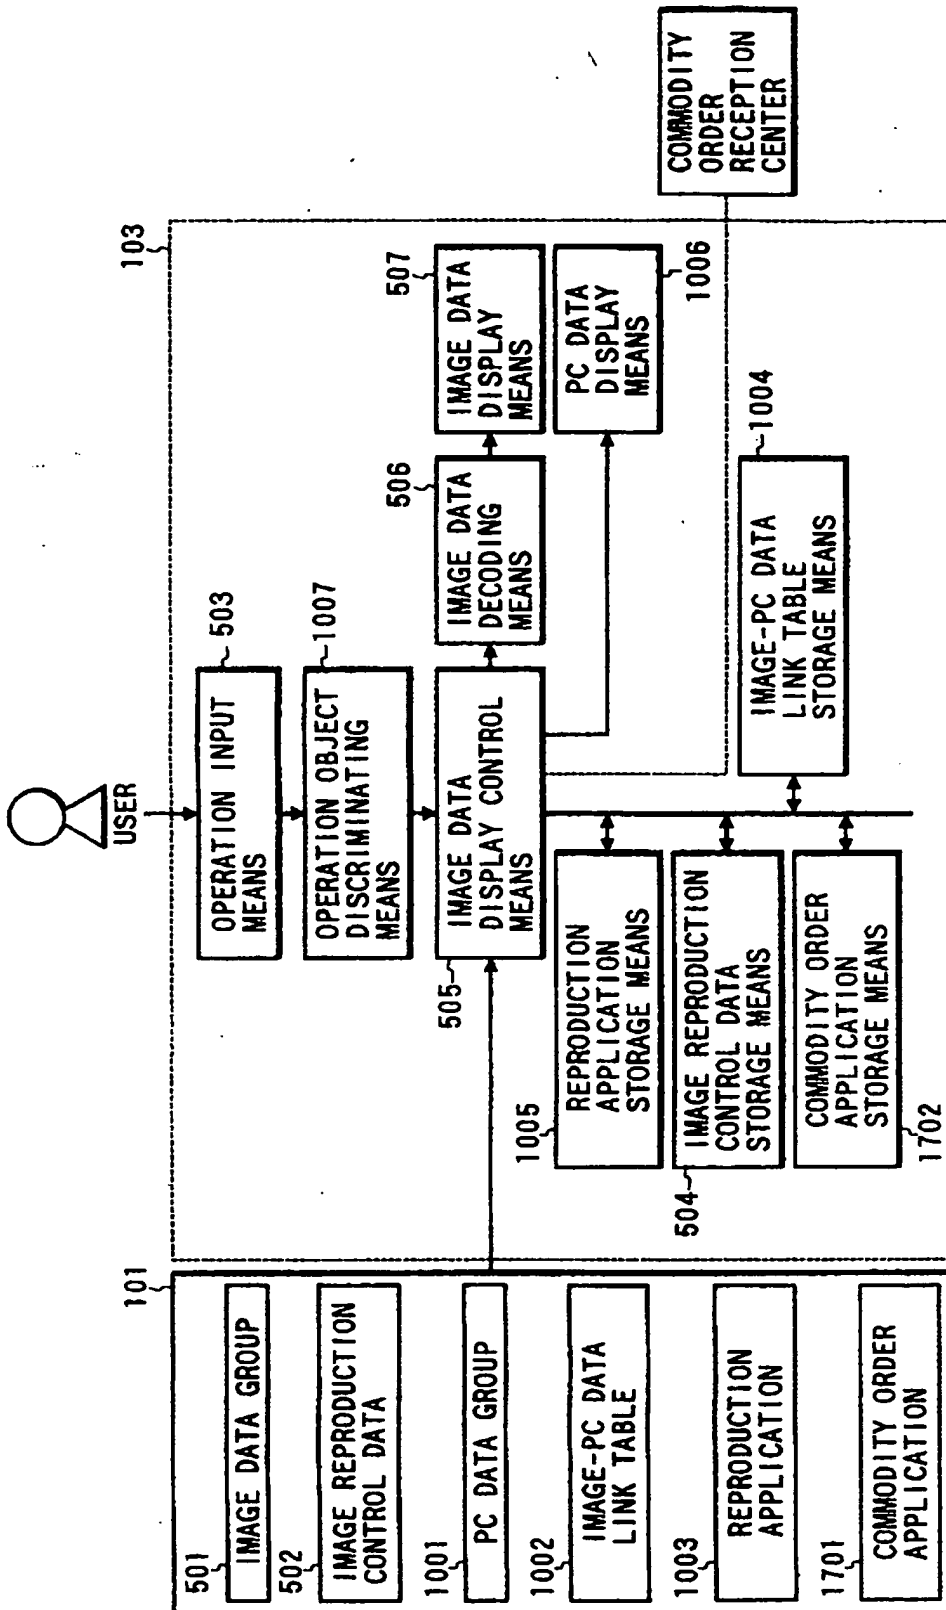 101
501
IMAGE DATA GROUP
502
IMAGE REPRODUCTION
CONTROL DATA
1001
PC DATA GROUP
1002
IMAGE-PC DATA
LINK TABLE
1003
REPRODUCTION
APPLICATION
1701
COMMODITY ORDER
APPLICATION
103
USER
503
OPERATION INPUT
MEANS
1007
OPERATION OBJECT
DISCRIMINATING
MEANS
505
IMAGE DATA
DISPLAY CONTROL
MEANS
506
IMAGE DATA
DECODING
MEANS
507
IMAGE DATA
DISPLAY
MEANS
PC DATA
DISPLAY
MEANS
1006
1005
REPRODUCTION
APPLICATION
STORAGE MEANS
504
IMAGE REPRODUCTION
CONTROL DATA
STORAGE MEANS
1702
COMMODITY ORDER
APPLICATION
STORAGE MEANS
1004
IMAGE-PC DATA
LINK TABLE
STORAGE MEANS
COMMODITY
ORDER
RECEPTION
CENTER